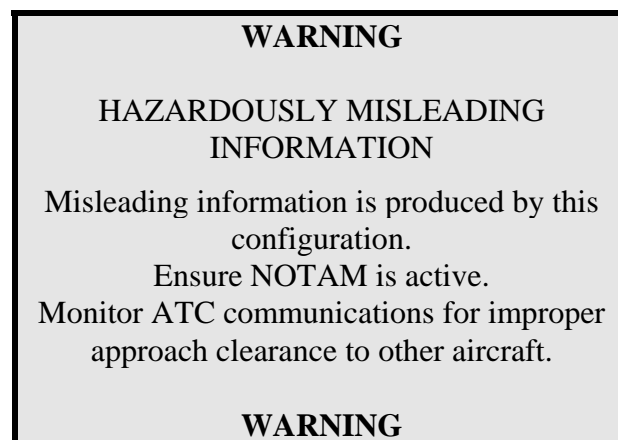 WARNING
HAZARDOUSLY MISLEADING
INFORMATION
Misleading information is produced by this
configuration.
Ensure NOTAM is active.
Monitor ATC communications for improper
approach clearance to other aircraft.
WARNING